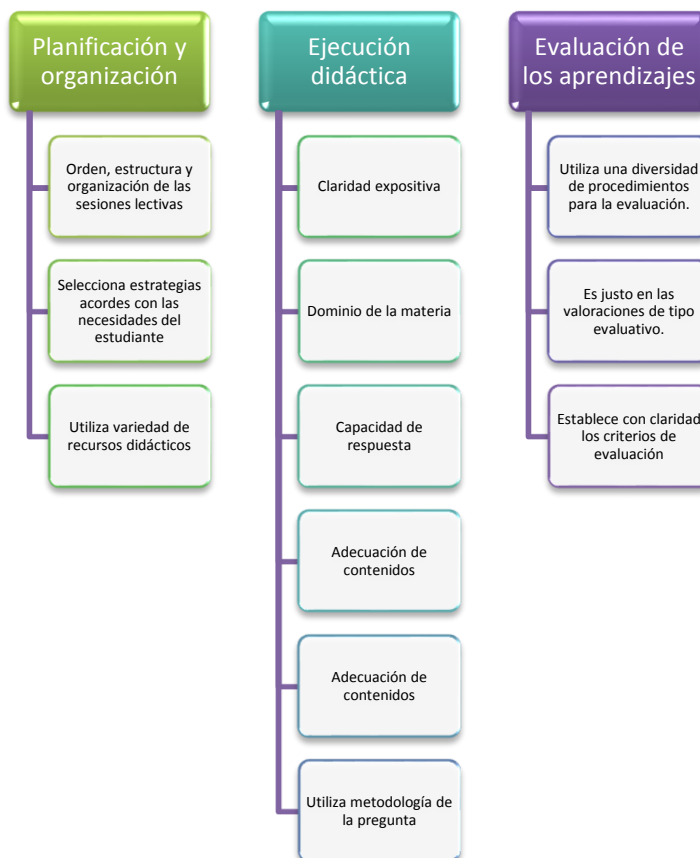 Planificación y
organización
Orden, estructura y
organización de las
sesiones lectivas
Selecciona estrategias
acordes con las
necesidades del
estudiante
Utiliza variedad de
recursos didácticos
Ejecución
didáctica
Claridad expositiva
Dominio de la materia
Capacidad de
respuesta
Adecuación de
contenidos
Adecuación de
contenidos
Utiliza metodología de
la pregunta
Evaluación de
los aprendizajes
Utiliza una diversidad
de procedimientos
para la evaluación.
Es justo en las
valoraciones de tipo
evaluativo.
Establece con claridad
los criterios de
evaluación